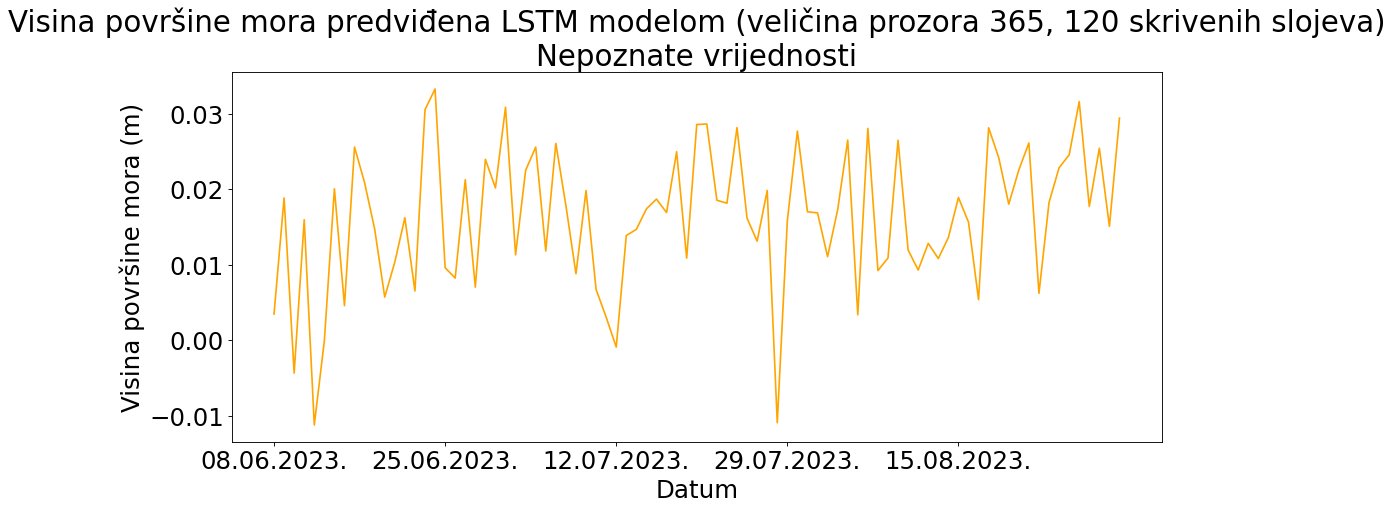 Visina površine mora predviđena LSTM modelom (veličina prozora 365, 120 skrivenih slojeva)
Nepoznate vrijednosti
Visina površine mora (m)
0.03
0.02
0.01
0.00
−0.01
08.06.2023. 25.06.2023. 12.07.2023. 29.07.2023. 15.08.2023.
Datum